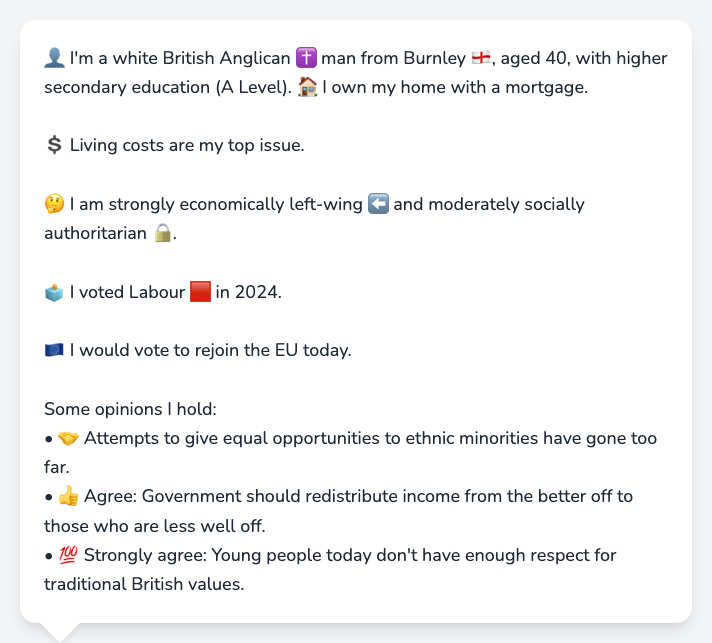 👤 I'm a white British Anglican ✝️ man from Burnley 🏴󠁧󠁢󠁥󠁮󠁧󠁿, aged 40, with higher
secondary education (A Level). 🏠 I own my home with a mortgage.
💲 Living costs are my top issue.
🤔 I am strongly economically left-wing ⬅️ and moderately socially
authoritarian 🔒.
🗳️ I voted Labour 🟥 in 2024.
🇪🇺 I would vote to rejoin the EU today.
Some opinions I hold:
• 🤝 Attempts to give equal opportunities to ethnic minorities have gone too
far.
• 👍 Agree: Government should redistribute income from the better off to
those who are less well off.
• 💯 Strongly agree: Young people today don't have enough respect for
traditional British values.